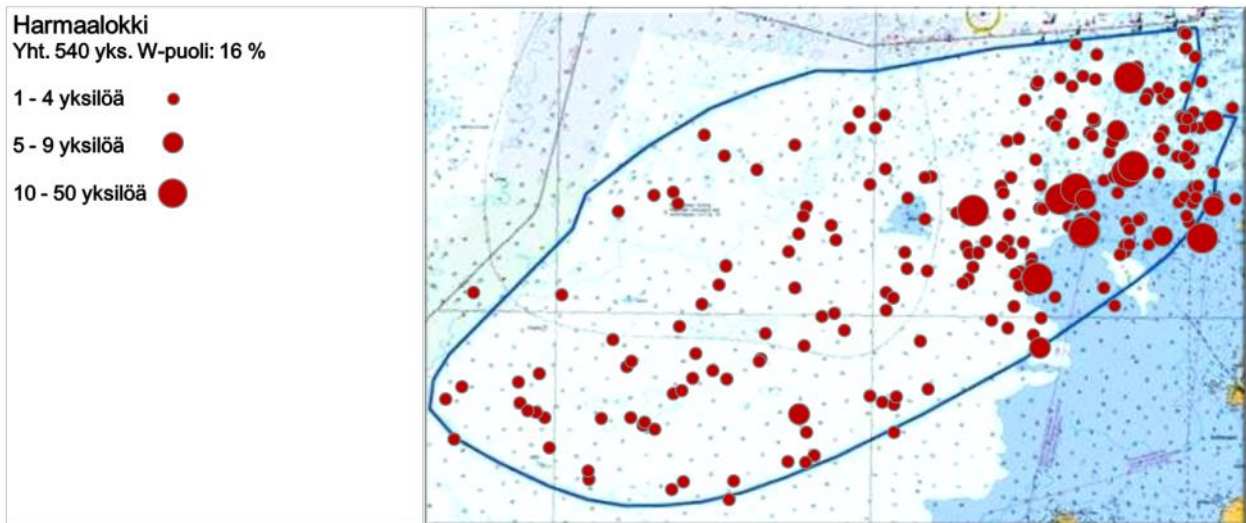 Harmaalokki
Yht. 540 yks. W-puoli: 16 %
1 - 4 yksilöä
5 - 9 yksilöä
10 - 50 yksilöä